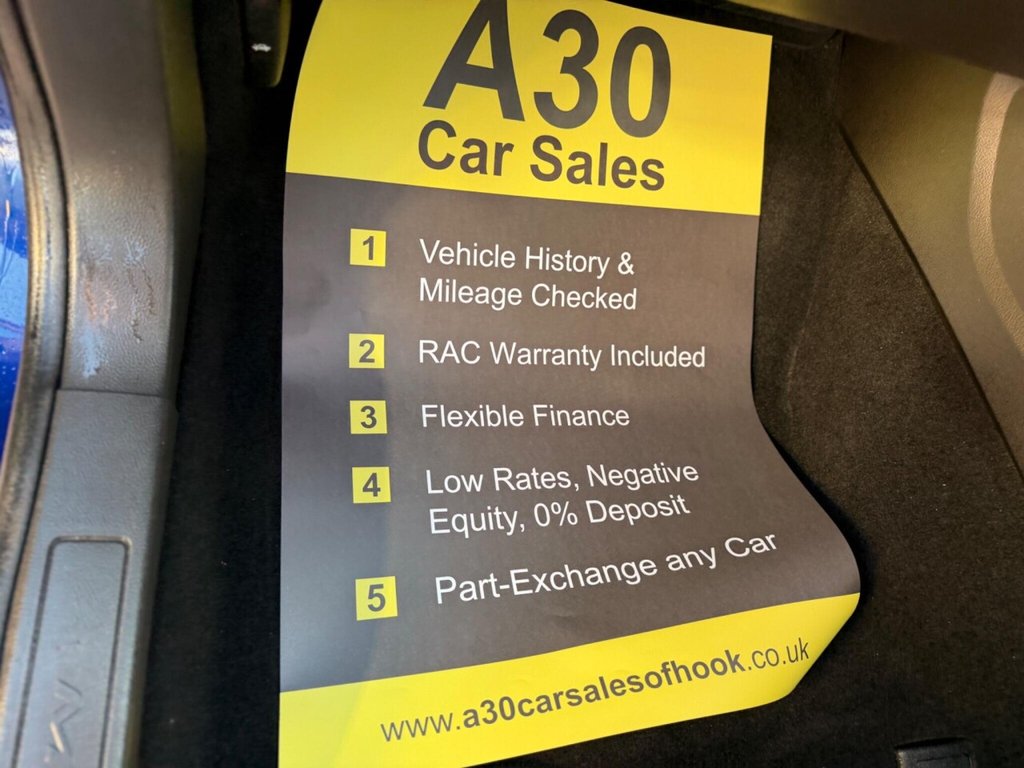 A30
Car Sales
1 Vehicle History &
Mileage Checked
2 RAC Warranty Included
3 Flexible Finance
4 Low Rates, Negative
Equity, 0% Deposit
5 Part-Exchange any Car
www.a30carsalesofhook.co.uk